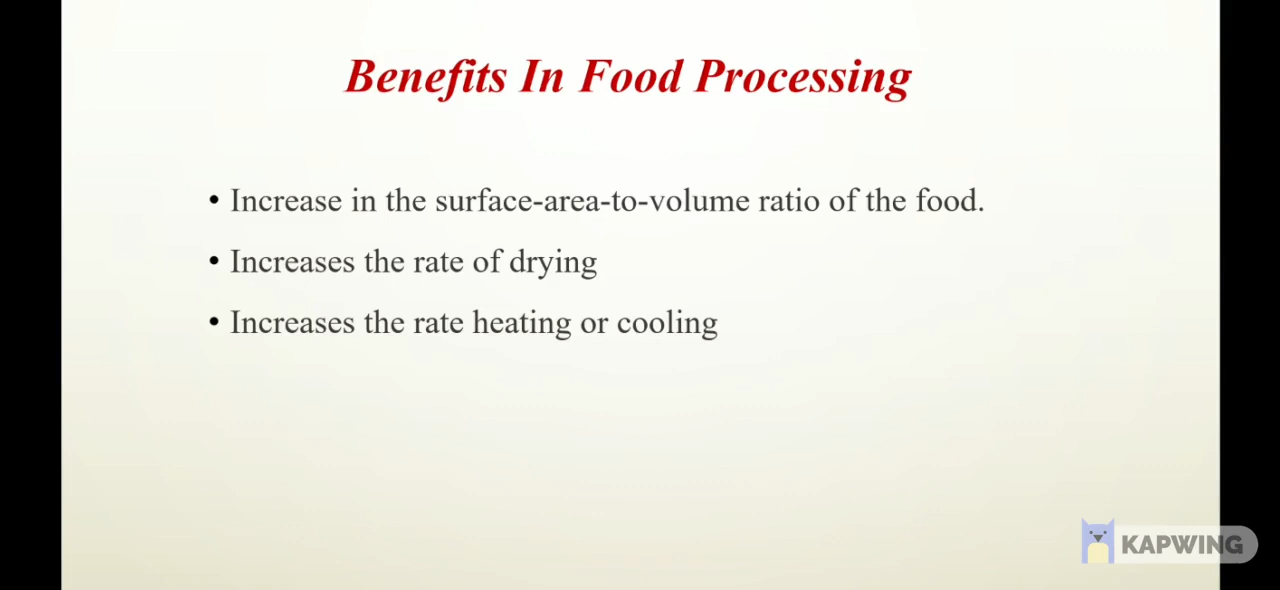 Benefits In Food Processing
• Increase in the surface-area-to-volume ratio of the food.
• Increases the rate of drying
• Increases the rate heating or cooling
KAPWING